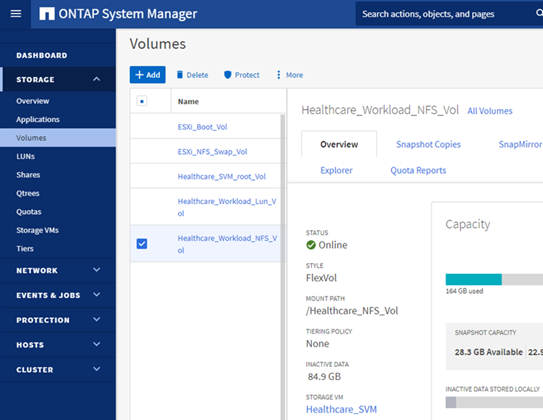 ONTAP System Manager
Search actions, objects, and pages
DASHBOARD
STORAGE
Overview
Applications
Volumes
LUNs
Shares
Qtrees
Quotas
Storage VMs
Tiers
NETWORK
EVENTS & JOBS
PROTECTION
HOSTS
CLUSTER
Volumes
+ Add
Delete
Protect
More
Name
ESXi_Boot_Vol
ESXi_NFS_Swap_Vol
Healthcare_SVM_root_Vol
Healthcare_Workload_Lun_V
ol
Healthcare_Workload_NFS_V
ol
Healthcare_Workload_NFS_Vol All Volumes
Overview
Snapshot Copies
SnapMirror
Explorer
Quota Reports
STATUS
Online
STYLE
FlexVol
MOUNT PATH
/Healthcare_NFS_Vol
TIERING POLICY
None
INACTIVE DATA
84.9 GB
STORAGE VM
Healthcare_SVM
Capacity
164 GB used
SNAPSHOT CAPACITY
28.3 GB Available 22.9
INACTIVE DATA STORED LOCALLY